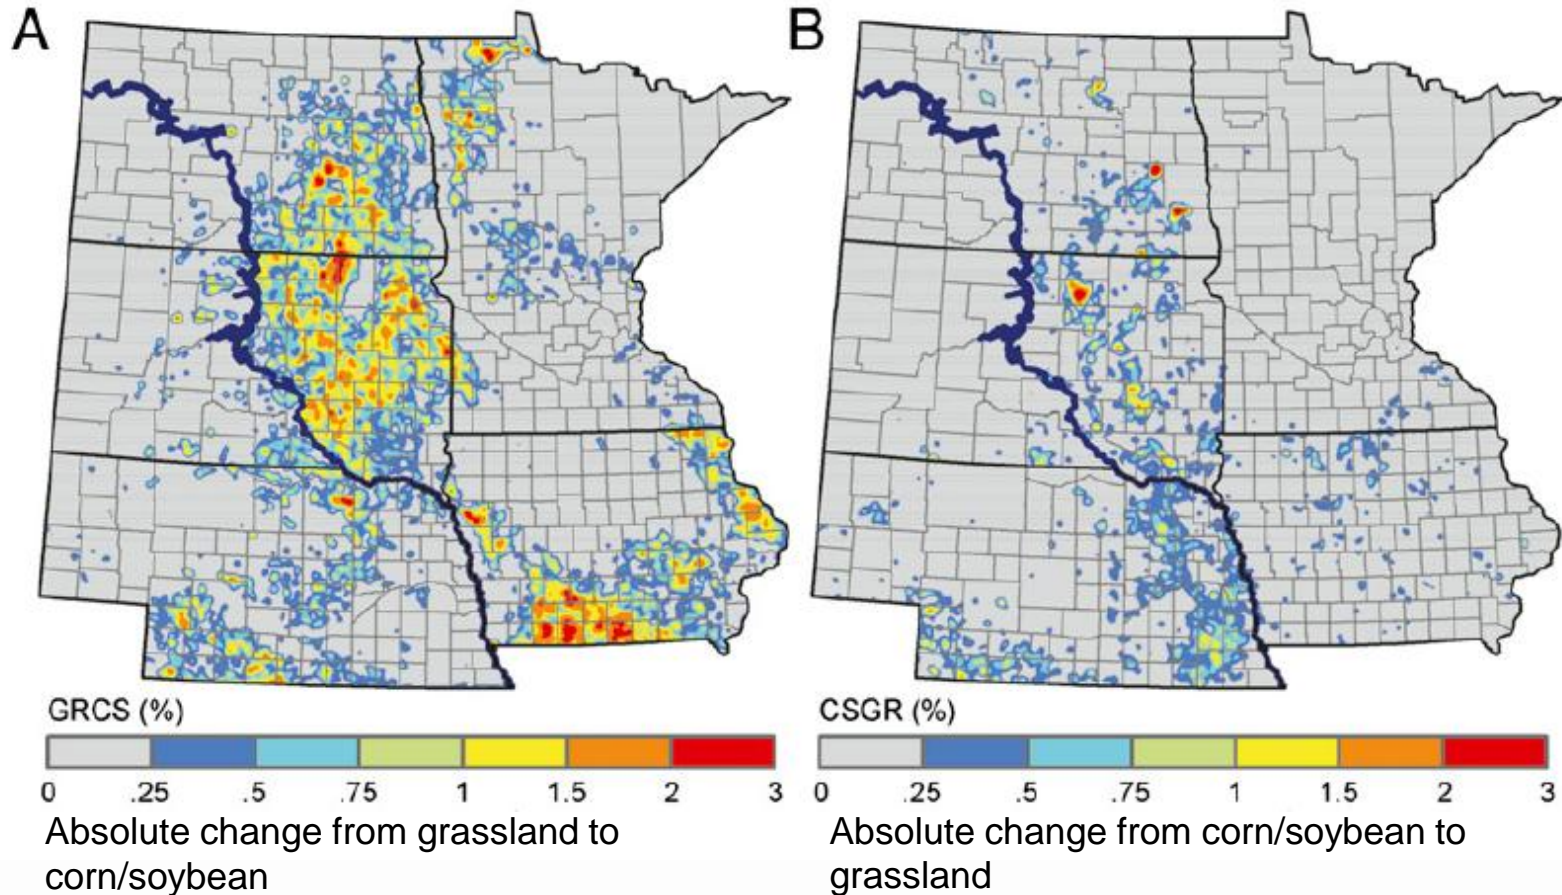 A
B
GRCS (%)
0 .25 .5 .75 1 1.5 2 3
Absolute change from grassland to
corn/soybean
CSGR (%)
0 .25 .5 .75 1 1.5 2 3
Absolute change from corn/soybean to
grassland